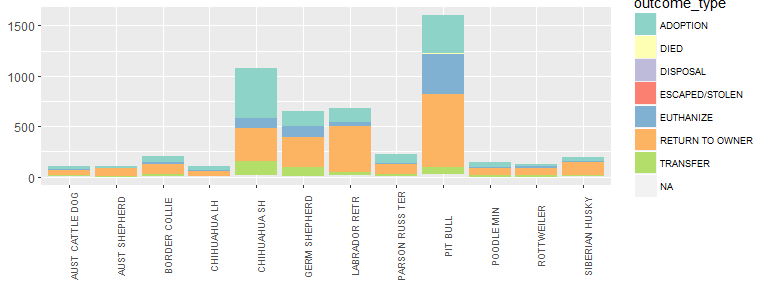 outcome_type
1500
1000
500
0
ADOPTION
DIED
DISPOSAL
ESCAPED/STOLEN
EUTHANIZE
RETURN TO OWNER
TRANSFER
NA
AUST CATTLE DOG
AUST SHEPHERD
BORDER COLLIE
CHIHUAHUA LH
CHIHUAHUA SH
GERM SHEPHERD
LABRADOR RETR
PARSON RUSS TER
PIT BULL
POODLE MIN
ROTTWEILER
SIBERIAN HUSKY